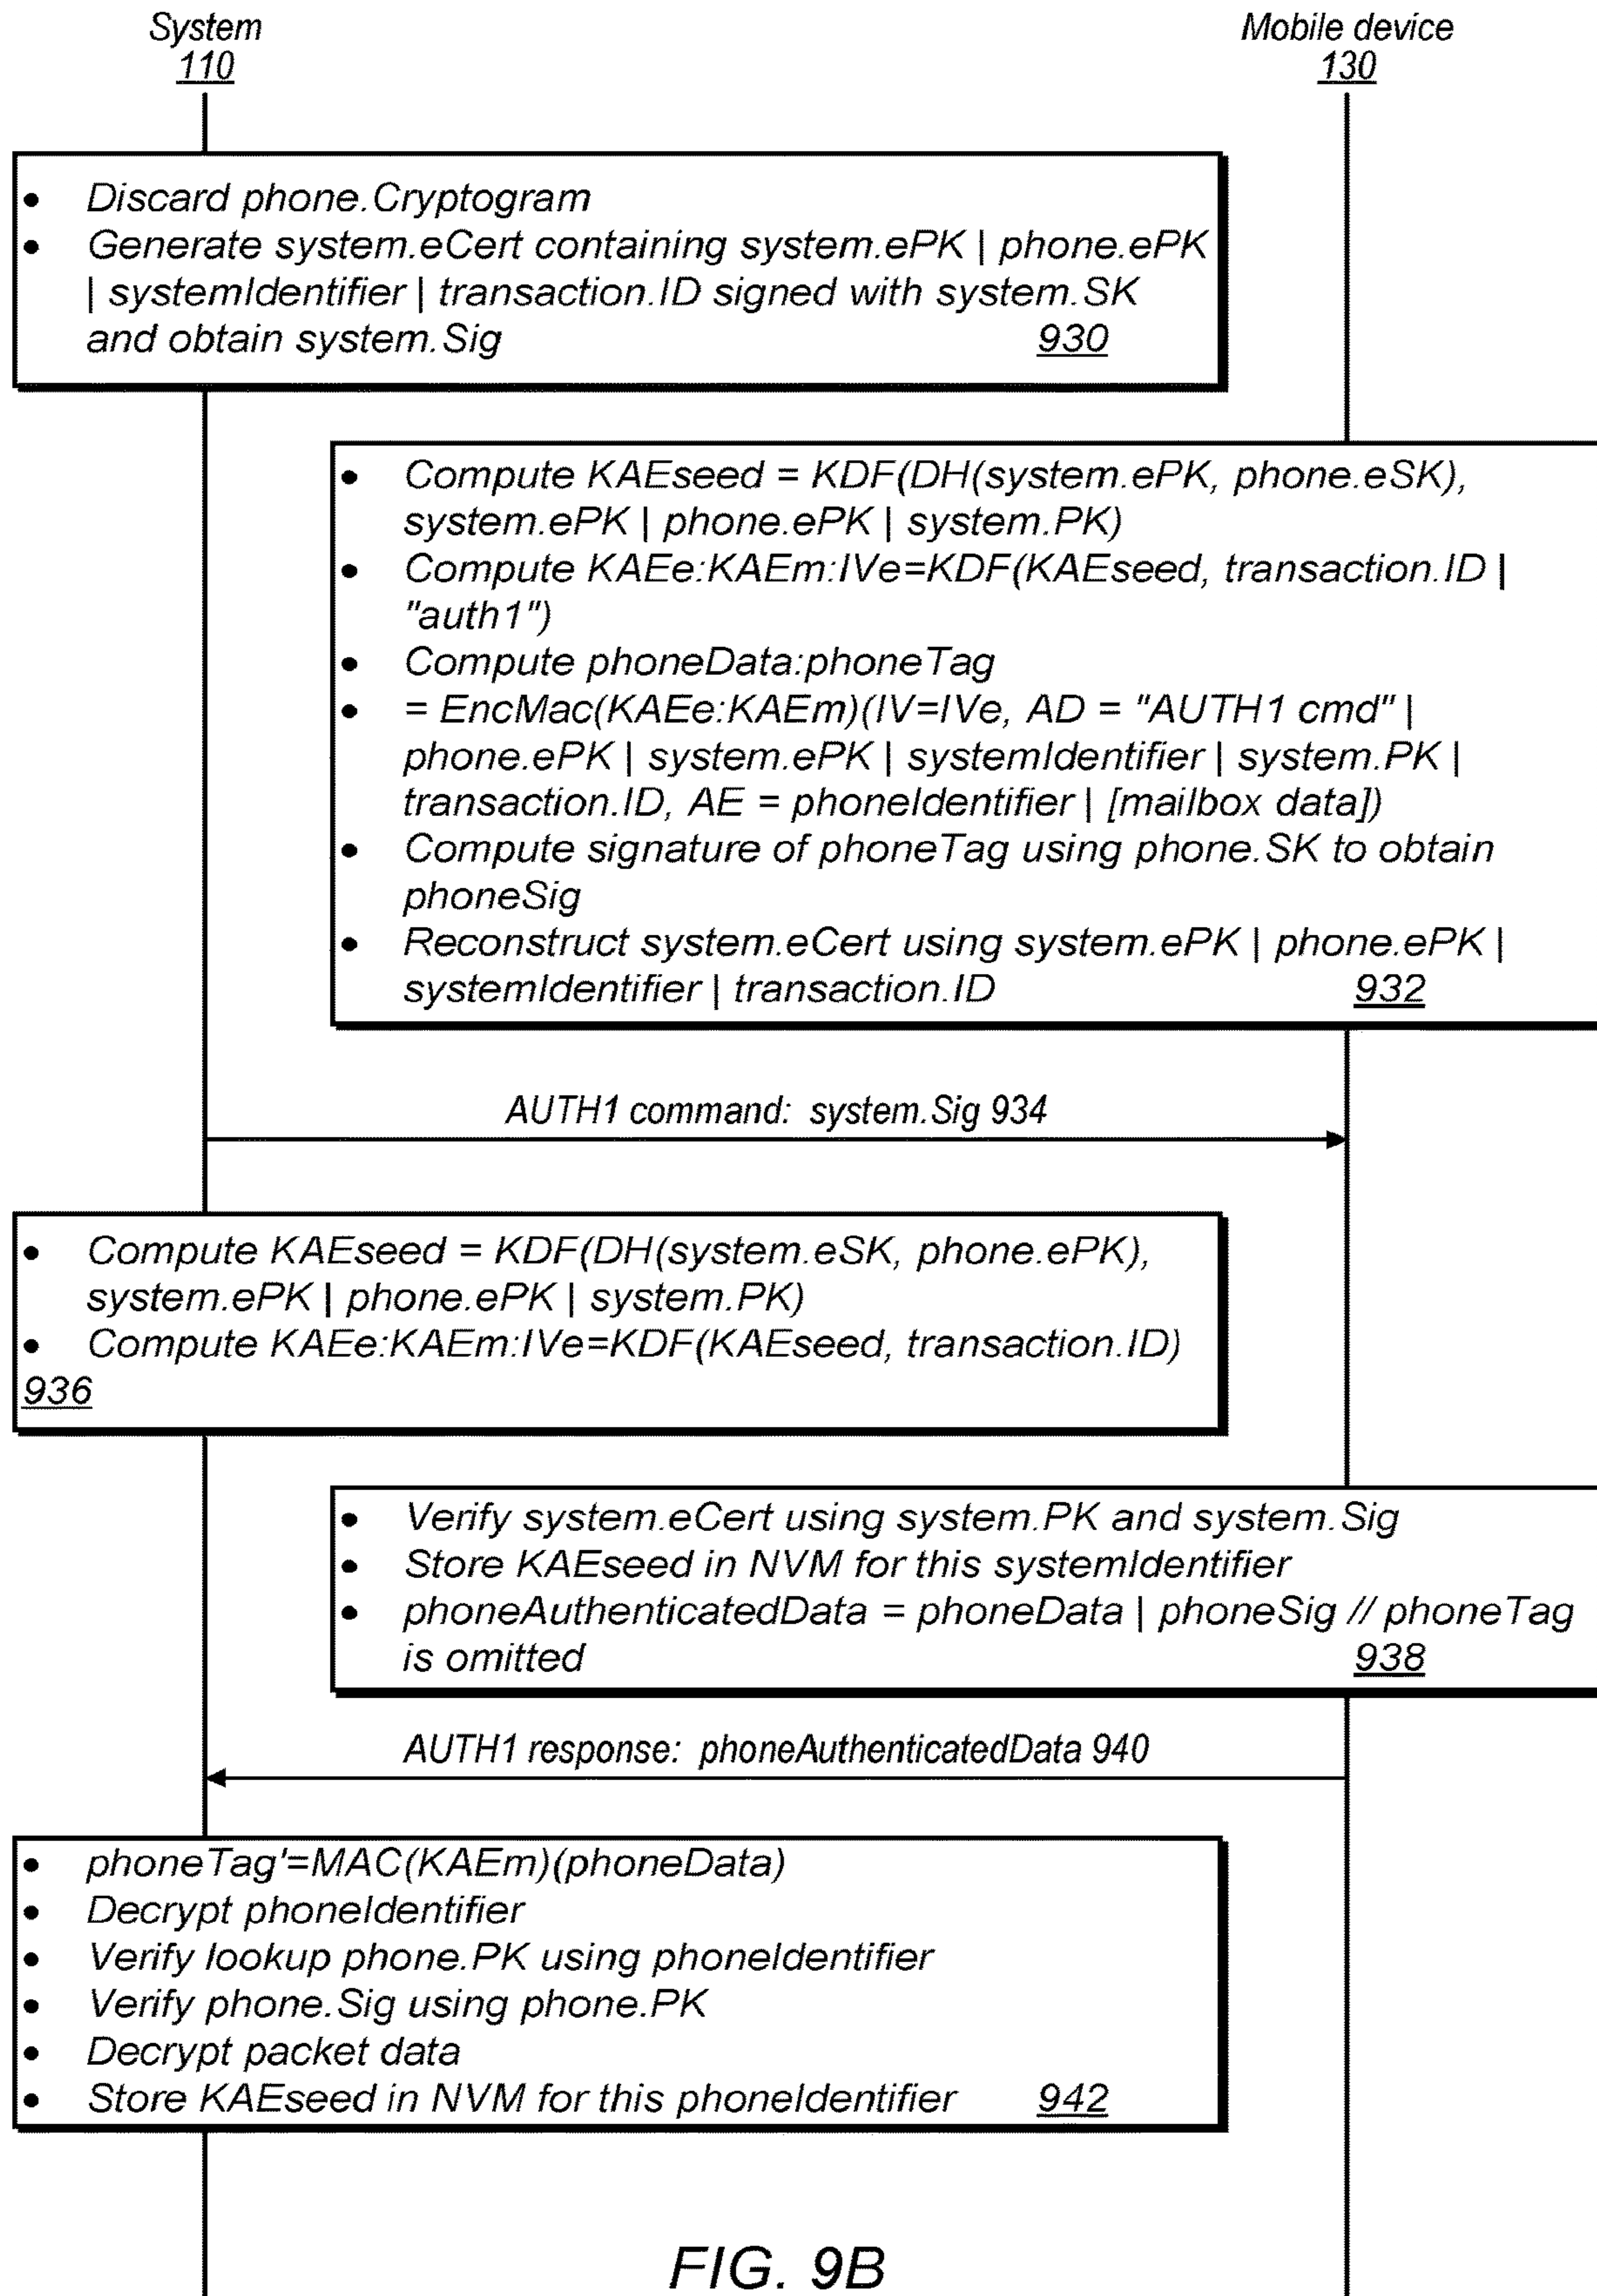 System
110
Mobile device
130
• Discard phone.Cryptogram
• Generate system.eCert containing system.ePK | phone.ePK
| systemIdentifier | transaction.ID signed with system.SK
and obtain system.Sig 930
• Compute KAEseed = KDF(DH(system.ePK, phone.eSK),
system.ePK | phone.ePK | system.PK)
• Compute KAEe:KAEm:IVe=KDF(KAEseed, transaction.ID |
"auth1")
• Compute phoneData:phoneTag
• = EncMac(KAEe:KAEm)(IV=IVe, AD = "AUTH1 cmd" |
phone.ePK | system.ePK | systemIdentifier | system.PK |
transaction.ID, AE = phoneIdentifier | [mailbox data])
• Compute signature of phoneTag using phone.SK to obtain
phoneSig
• Reconstruct system.eCert using system.ePK | phone.ePK |
systemIdentifier | transaction.ID 932
AUTH1 command: system.Sig 934
• Compute KAEseed = KDF(DH(system.eSK, phone.ePK),
system.ePK | phone.ePK | system.PK)
• Compute KAEe:KAEm:IVe=KDF(KAEseed, transaction.ID)
936
• Verify system.eCert using system.PK and system.Sig
• Store KAEseed in NVM for this systemIdentifier
• phoneAuthenticatedData = phoneData | phoneSig // phoneTag
is omitted 938
AUTH1 response: phoneAuthenticatedData 940
• phoneTag'=MAC(KAEm)(phoneData)
• Decrypt phoneIdentifier
• Verify lookup phone.PK using phoneIdentifier
• Verify phone.Sig using phone.PK
• Decrypt packet data
• Store KAEseed in NVM for this phoneIdentifier 942
FIG. 9B